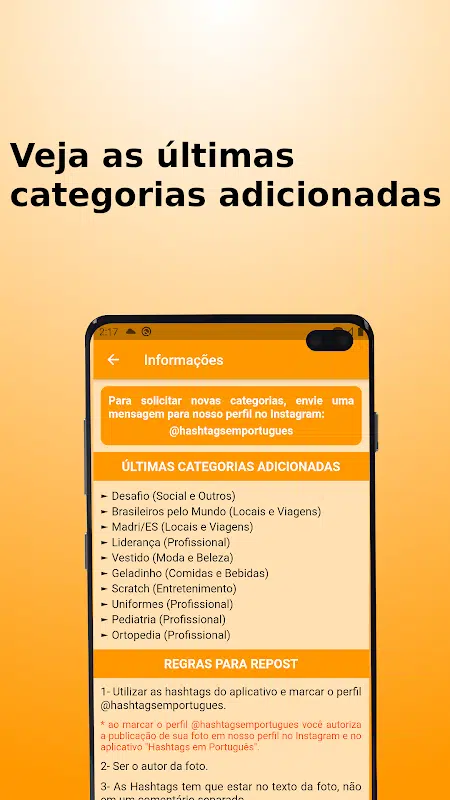 Veja as últimas
categorias adicionadas
2:17
Informações
Para solicitar novas categorias, envie uma
mensagem para nosso perfil no Instagram:
@hashtagsemportugues
ÚLTIMAS CATEGORIAS ADICIONADAS
► Desafio (Social e Outros)
► Brasileiros pelo Mundo (Locais e Viagens)
► Madri/ES (Locais e Viagens)
► Liderança (Profissional)
► Vestido (Moda e Beleza)
► Geladinho (Comidas e Bebidas)
► Scratch (Entretenimento)
► Uniformes (Profissional)
► Pediatria (Profissional)
► Ortopedia (Profissional)
REGRAS PARA REPOST
1- Utilizar as hashtags do aplicativo e marcar o perfil
@hashtagsemportugues.
* ao marcar o perfil @hashtagsemportugues você autoriza
a publicação de sua foto em nosso perfil no Instagram e no
aplicativo "Hashtags em Português".
2- Ser o autor da foto.
3- As Hashtags tem que estar no texto da foto, não
em um comentário separado